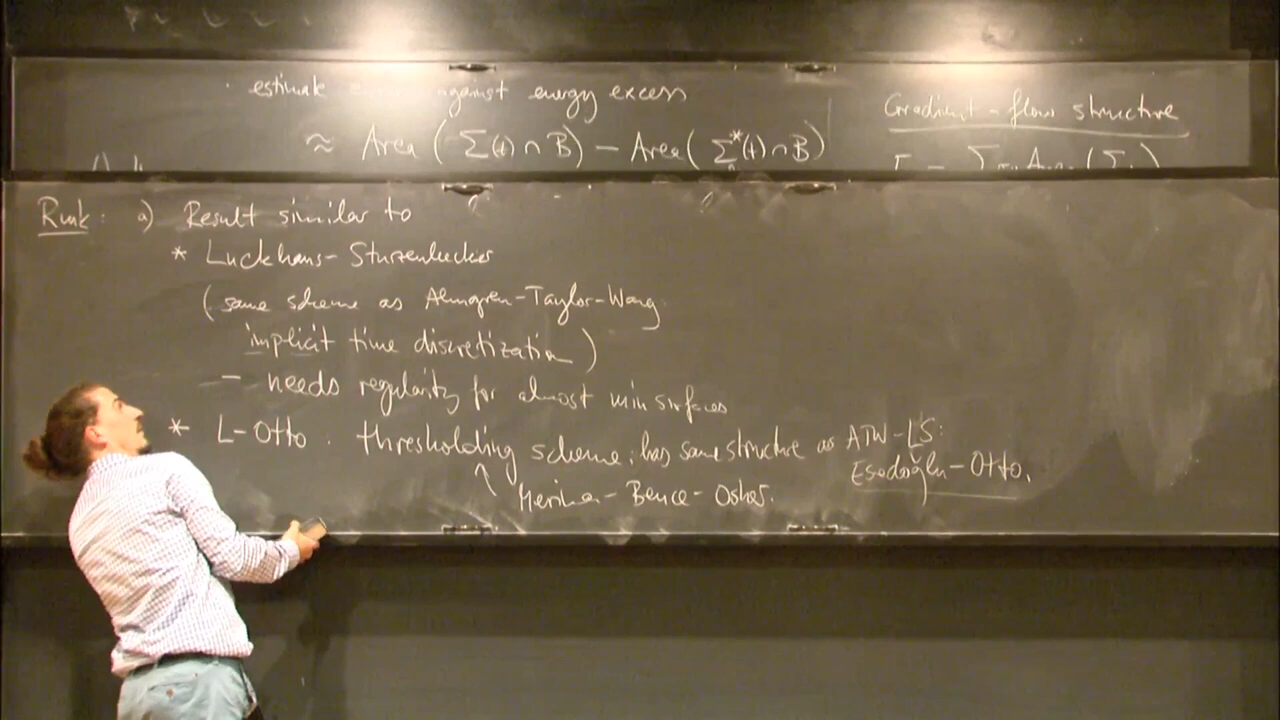 · estimate against energy excess
≈ Area ( Σ(t) ∩ B ) − Area ( Σ*(t) ∩ B )
Gradient-flow structure
Rmk: a) Result similar to
* Luckhaus-Sturzenhecker
(same scheme as Almgren-Taylor-Wang
implicit time discretization )
− needs regularity for almost min surfaces
* L-Otto. thresholding scheme: has same structure as ATW-LS:
Esedoğlu-Otto.
↑ Merriman-Bence-Osher.